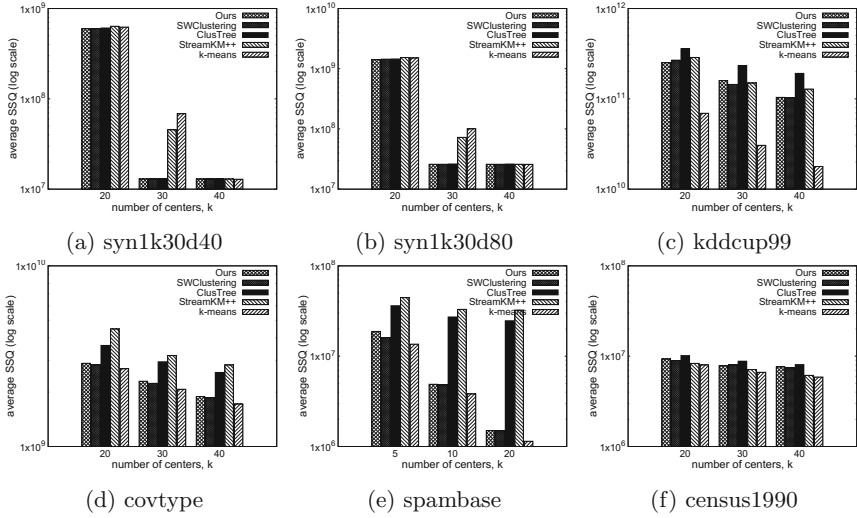 1x10^9
1x10^8
1x10^7
average SSQ (log scale)
Ours
SWClustering
ClusTree
StreamKM++
k-means
20 30 40
number of centers, k
(a) syn1k30d40
1x10^10
1x10^9
1x10^8
1x10^7
average SSQ (log scale)
Ours
SWClustering
ClusTree
StreamKM++
k-means
20 30 40
number of centers, k
(b) syn1k30d80
1x10^12
1x10^11
1x10^10
average SSQ (log scale)
Ours
SWClustering
ClusTree
StreamKM++
k-means
20 30 40
number of centers, k
(c) kddcup99
1x10^10
1x10^9
average SSQ (log scale)
Ours
SWClustering
ClusTree
StreamKM++
k-means
20 30 40
number of centers, k
(d) covtype
1x10^8
1x10^7
1x10^6
average SSQ (log scale)
Ours
SWClustering
ClusTree
StreamKM++
k-means
5 10 20
number of centers, k
(e) spambase
1x10^8
1x10^7
1x10^6
average SSQ (log scale)
Ours
SWClustering
ClusTree
StreamKM++
k-means
20 30 40
number of centers, k
(f) census1990